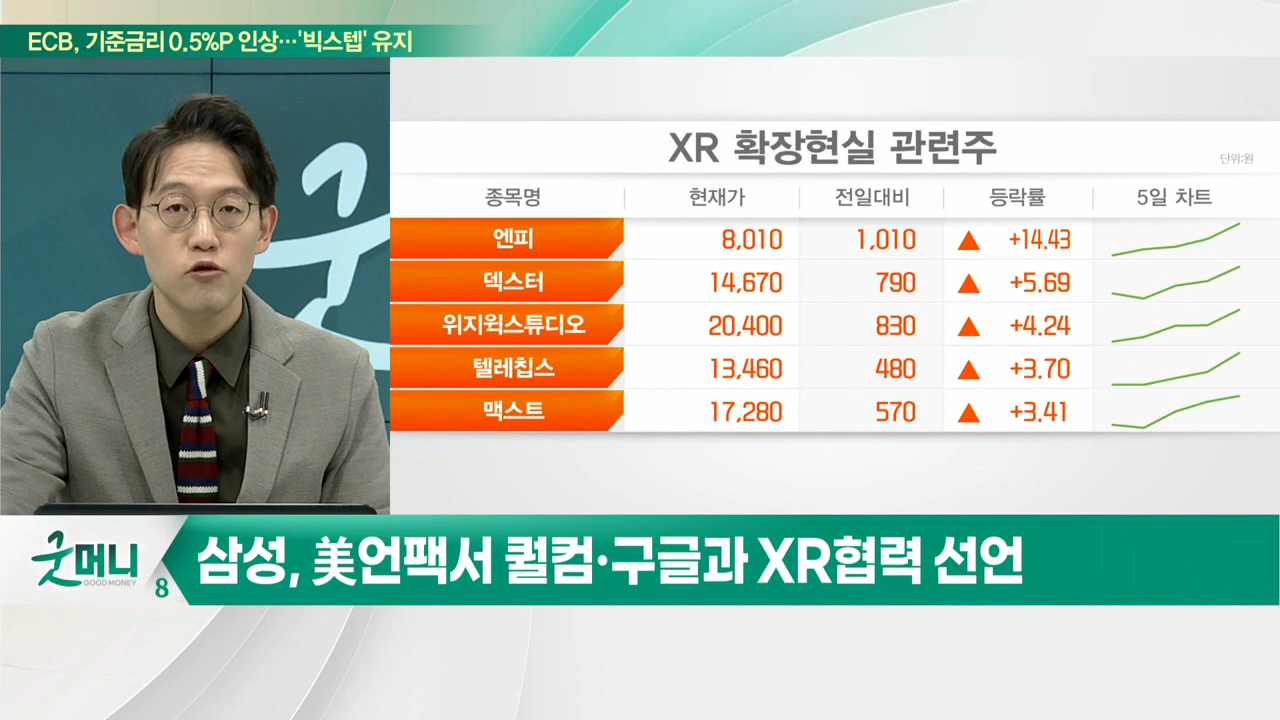 ECB, 기준금리 0.5%P 인상…'빅스텝' 유지
XR 확장현실 관련주
단위:원
종목명 현재가 전일대비 등락률 5일 차트
엔피 8,010 1,010 ▲ +14.43
덱스터 14,670 790 ▲ +5.69
위지윅스튜디오 20,400 830 ▲ +4.24
텔레칩스 13,460 480 ▲ +3.70
맥스트 17,280 570 ▲ +3.41
굿머니
GOOD MONEY
8
삼성, 美언팩서 퀄컴·구글과 XR협력 선언